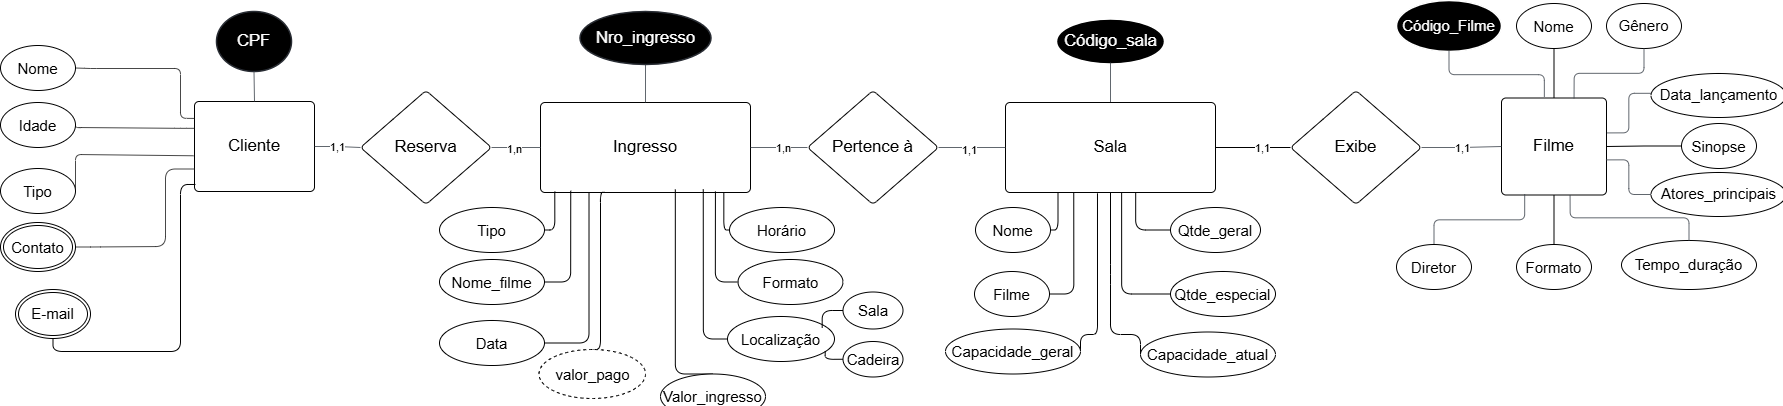 CPF
Nome
Idade
Tipo
Contato
E-mail
Cliente
1,1
Reserva
1,n
Nro_ingresso
Ingresso
Tipo
Nome_filme
Data
valor_pago
Valor_ingresso
Horário
Formato
Localização
Sala
Cadeira
1,n
Pertence à
1,1
Código_sala
Sala
Nome
Filme
Capacidade_geral
Qtde_geral
Qtde_especial
Capacidade_atual
1,1
Exibe
1,1
Código_Filme
Nome
Gênero
Filme
Data_lançamento
Sinopse
Atores_principais
Diretor
Formato
Tempo_duração